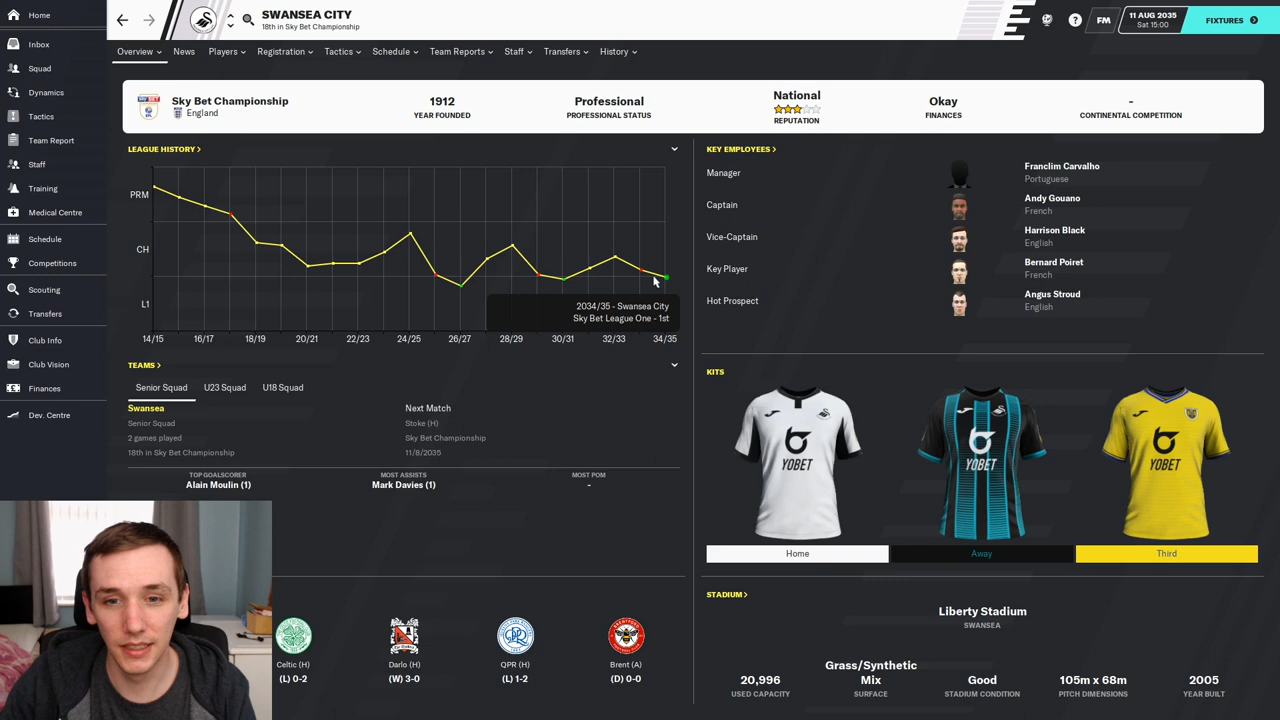 Home
SWANSEA CITY
18th in Sky Bet Championship
FM
11 AUG 2035
Sat 15:00
FIXTURES
Overview
News
Players
Registration
Tactics
Schedule
Team Reports
Staff
Transfers
History
Inbox
Squad
Dynamics
Tactics
Team Report
Staff
Training
Medical Centre
Schedule
Competitions
Scouting
Transfers
Club Info
Club Vision
Finances
Dev. Centre
Sky Bet Championship
England
1912
YEAR FOUNDED
Professional
PROFESSIONAL STATUS
National
REPUTATION
Okay
FINANCES
-
CONTINENTAL COMPETITION
LEAGUE HISTORY >
PRM
CH
L1
2034/35 - Swansea City
Sky Bet League One - 1st
14/15 16/17 18/19 20/21 22/23 24/25 26/27 28/29 30/31 32/33 34/35
KEY EMPLOYEES >
Manager
Franclim Carvalho
Portuguese
Captain
Andy Gouano
French
Vice-Captain
Harrison Black
English
Key Player
Bernard Poiret
French
Hot Prospect
Angus Stroud
English
TEAMS >
Senior Squad U23 Squad U18 Squad
Swansea
Senior Squad
2 games played
18th in Sky Bet Championship
Next Match
Stoke (H)
Sky Bet Championship
11/8/2035
TOP GOALSCORER
Alain Moulin (1)
MOST ASSISTS
Mark Davies (1)
MOST POM
-
KITS
YOBET
YOBET
YOBET
Home
Away
Third
Celtic (H)
(L) 0-2
Darlo (H)
(W) 3-0
QPR (H)
(L) 1-2
Brent (A)
(D) 0-0
STADIUM >
Liberty Stadium
SWANSEA
20,996
USED CAPACITY
Grass/Synthetic
Mix
SURFACE
Good
STADIUM CONDITION
105m x 68m
PITCH DIMENSIONS
2005
YEAR BUILT